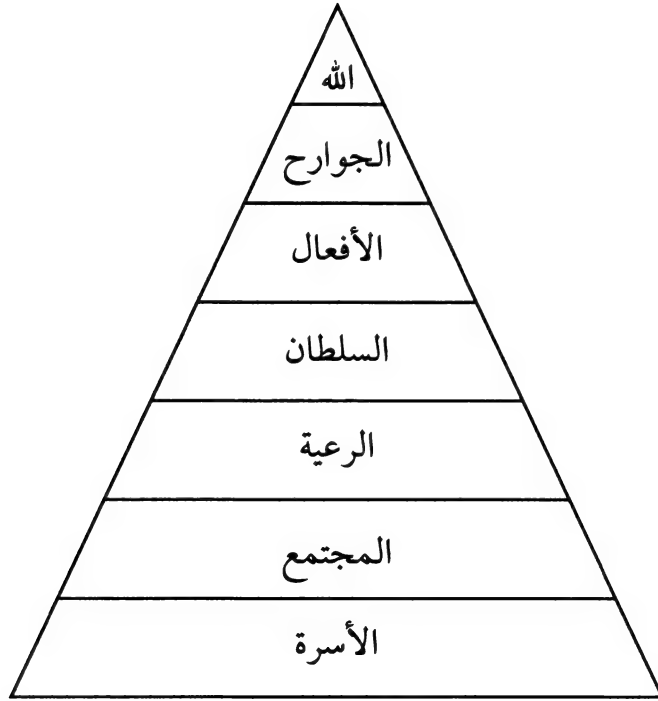 الله
الجوارح
الأفعال
السلطان
الرعية
المجتمع
الأسرة